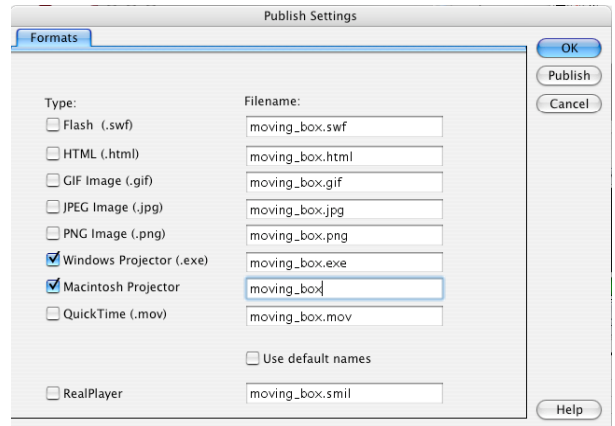 Publish Settings
Formats
OK
Publish
Cancel
Type: Filename:
Flash (.swf) moving_box.swf
HTML (.html) moving_box.html
GIF Image (.gif) moving_box.gif
JPEG Image (.jpg) moving_box.jpg
PNG Image (.png) moving_box.png
Windows Projector (.exe) moving_box.exe
Macintosh Projector moving_box
QuickTime (.mov) moving_box.mov
Use default names
RealPlayer moving_box.smil
Help